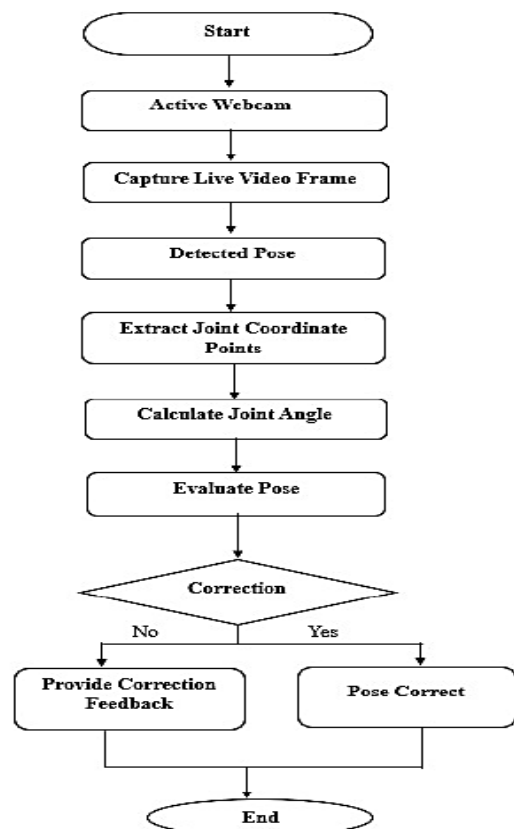 Start
Active Webcam
Capture Live Video Frame
Detected Pose
Extract Joint Coordinate
Points
Calculate Joint Angle
Evaluate Pose
Correction
No
Yes
Provide Correction
Feedback
Pose Correct
End